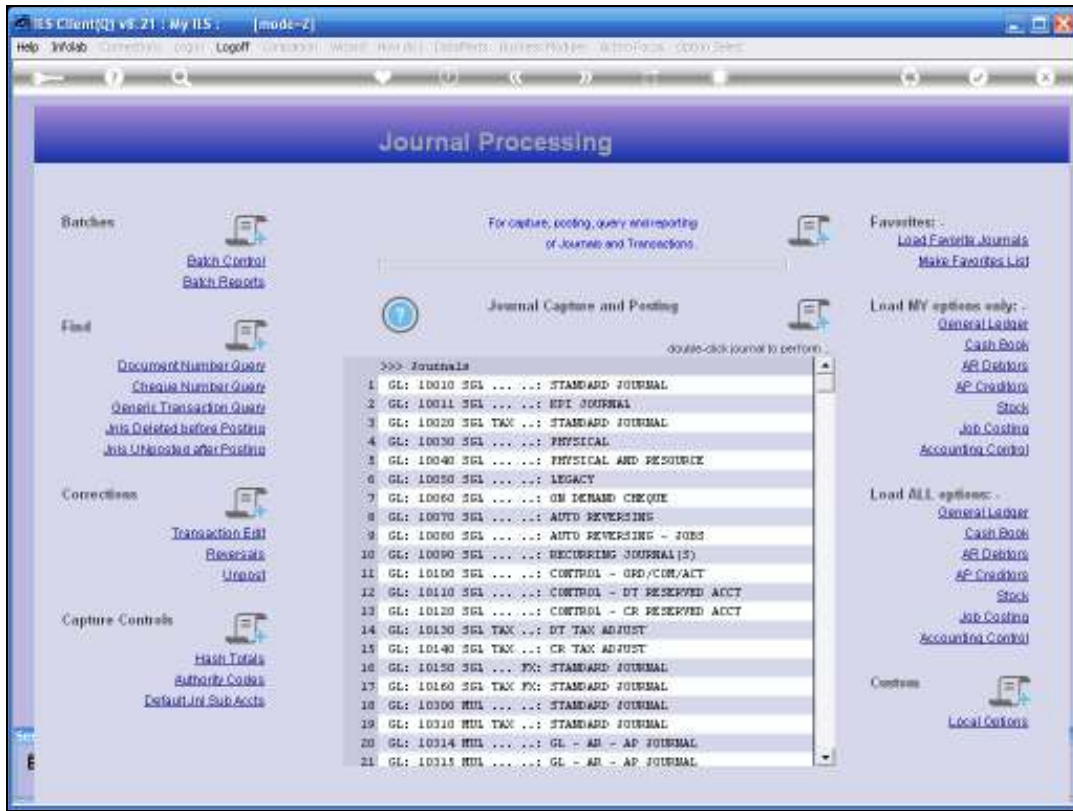 IES Client(Q) v8.21 : My IES : [mode=Z]
Help Infolab Logoff
Journal Processing
Batches
Batch Control
Batch Reports
Find
Document Number Query
Cheque Number Query
Generic Transaction Query
Jnls Deleted before Posting
Jnls UNposted after Posting
Corrections
Transaction Edit
Reversals
Unpost
Capture Controls
Hash Totals
Authority Codes
Default Jnl Sub Accts
For capture, posting, query and reporting
of Journals and Transactions.
Journal Capture and Posting
double-click journal to perform .
>>> Journals
1 GL: 10010 SGL ... ..: STANDARD JOURNAL
2 GL: 10011 SGL ... ..: KPI JOURNAL
3 GL: 10020 SGL TAX ..: STANDARD JOURNAL
4 GL: 10030 SGL ... ..: PHYSICAL
5 GL: 10040 SGL ... ..: PHYSICAL AND RESOURCE
6 GL: 10050 SGL ... ..: LEGACY
7 GL: 10060 SGL ... ..: ON DEMAND CHEQUE
8 GL: 10070 SGL ... ..: AUTO REVERSING
9 GL: 10080 SGL ... ..: AUTO REVERSING - JOBS
10 GL: 10090 SGL ... ..: RECURRING JOURNAL(S)
11 GL: 10100 SGL ... ..: CONTROL - ORD/COM/ACT
12 GL: 10110 SGL ... ..: CONTROL - DT RESERVED ACCT
13 GL: 10120 SGL ... ..: CONTROL - CR RESERVED ACCT
14 GL: 10130 SGL TAX ..: DT TAX ADJUST
15 GL: 10140 SGL TAX ..: CR TAX ADJUST
16 GL: 10150 SGL ... FX: STANDARD JOURNAL
17 GL: 10160 SGL TAX FX: STANDARD JOURNAL
18 GL: 10300 MUL ... ..: STANDARD JOURNAL
19 GL: 10310 MUL TAX ..: STANDARD JOURNAL
20 GL: 10314 MUL ... ..: GL - AR - AP JOURNAL
21 GL: 10315 MUL ... ..: GL - AR - AP JOURNAL
Favorites: .
Load Favorite Journals
Make Favorites List
Load MY options only: .
General Ledger
Cash Book
AR Debtors
AP Creditors
Stock
Job Costing
Accounting Control
Load ALL options: .
General Ledger
Cash Book
AR Debtors
AP Creditors
Stock
Job Costing
Accounting Control
Custom
Local Options